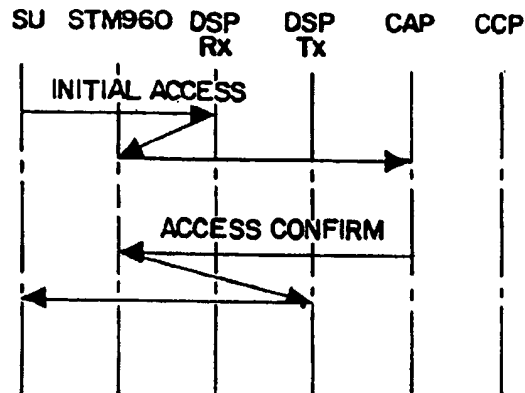 SU STM960 DSP Rx DSP Tx CAP CCP
INITIAL ACCESS
ACCESS CONFIRM